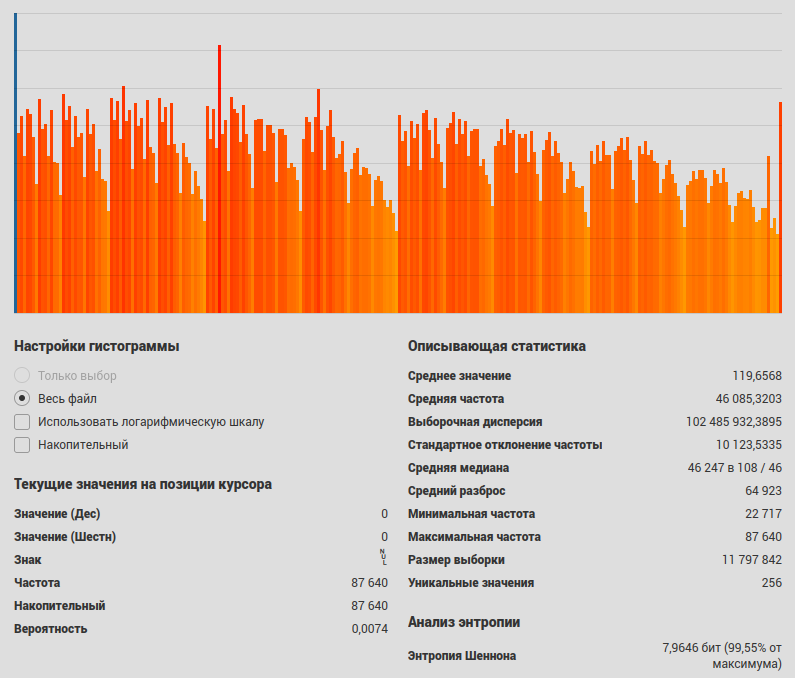 Настройки гистограммы
Только выбор
Весь файл
Использовать логарифмическую шкалу
Накопительный
Текущие значения на позиции курсора
Значение (Дес) 0
Значение (Шестн) 0
Знак NUL
Частота 87 640
Накопительный 87 640
Вероятность 0,0074
Описывающая статистика
Среднее значение 119,6568
Средняя частота 46 085,3203
Выборочная дисперсия 102 485 932,3895
Стандартное отклонение частоты 10 123,5335
Средняя медиана 46 247 в 108 / 46
Средний разброс 64 923
Минимальная частота 22 717
Максимальная частота 87 640
Размер выборки 11 797 842
Уникальные значения 256
Анализ энтропии
Энтропия Шеннона 7,9646 бит (99,55% от
максимума)